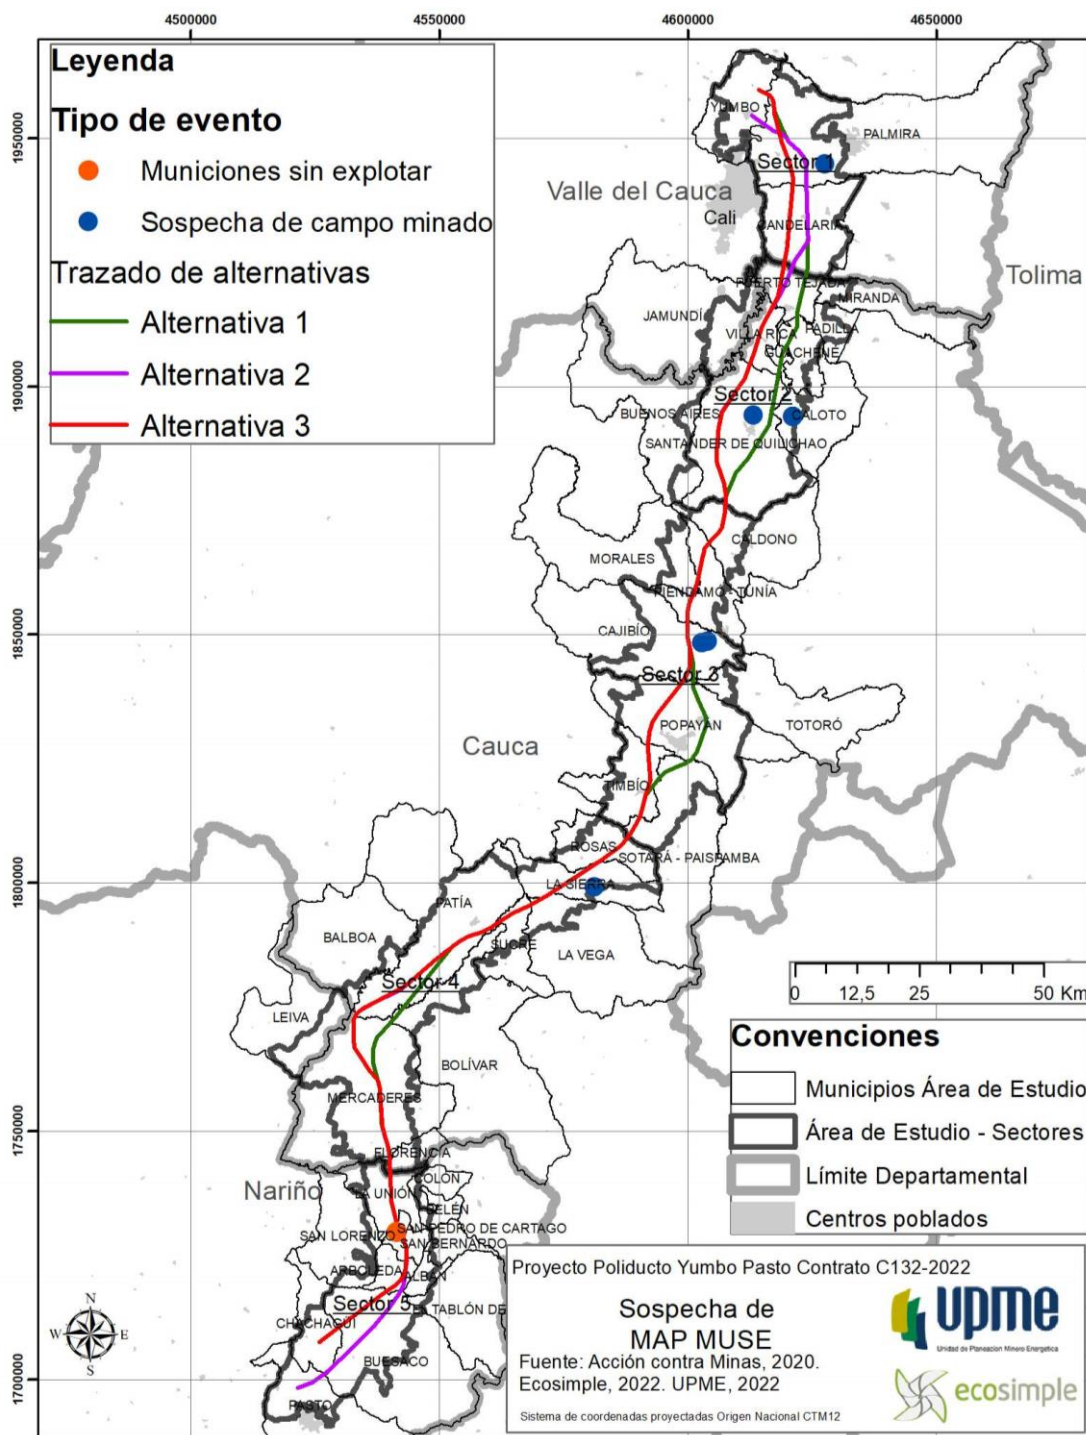 4500000 4550000 4600000 4650000
Leyenda
Tipo de evento
Municiones sin explotar
Sospecha de campo minado
Trazado de alternativas
Alternativa 1
Alternativa 2
Alternativa 3
1950000
1900000
1850000
1800000
1750000
1700000
YUMBO
PALMIRA
Sector 1
Valle del Cauca
Cali
CANDELARIA
Tolima
PUERTO TEJADA
MIRANDA
JAMUNDÍ
VILLA RICA
PADILLA
GUACHENÉ
Sector 2
BUENOS AIRES
CALOTO
SANTANDER DE QUILICHAO
CALDONO
MORALES
PIENDAMÓ - TUNÍA
CAJIBÍO
Sector 3
POPAYÁN
TOTORÓ
Cauca
TIMBÍO
ROSAS
SOTARÁ - PAISPAMBA
LA SIERRA
PATÍA
BALBOA
SUCRE
LA VEGA
Sector 4
LEIVA
BOLÍVAR
MERCADERES
FLORENCIA
COLÓN
Nariño
LA UNIÓN
BELÉN
SAN PEDRO DE CARTAGO
SAN LORENZO
SAN BERNARDO
ARBOLEDA
ALBÁN
Sector 5
EL TABLÓN DE
CHACHAGÜÍ
BUESACO
PASTO
0 12,5 25 50 Km
Convenciones
Municipios Área de Estudio
Área de Estudio - Sectores
Límite Departamental
Centros poblados
N
W E
S
Proyecto Poliducto Yumbo Pasto Contrato C132-2022
Sospecha de
MAP MUSE
Fuente: Acción contra Minas, 2020.
Ecosimple, 2022. UPME, 2022
Sistema de coordenadas proyectadas Origen Nacional CTM12
upme
Unidad de Planeación Minero Energética
ecosimple